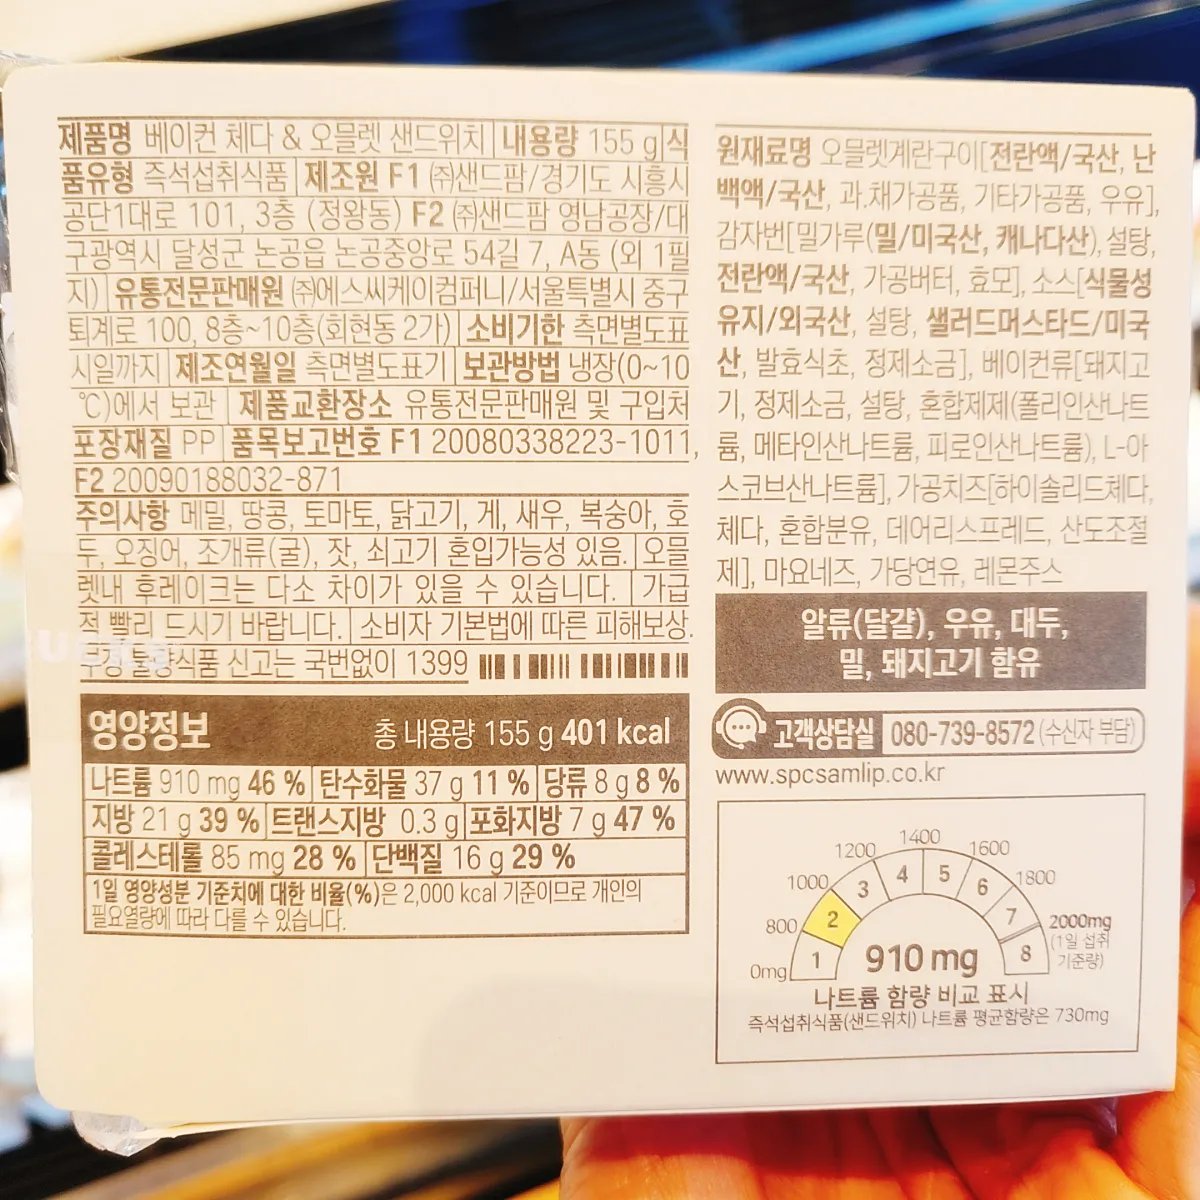 제품명 베이컨 체다 & 오믈렛 샌드위치 내용량 155 g 식
품유형 즉석섭취식품 제조원 F1 ㈜샌드팜/경기도 시흥시
공단1대로 101, 3층 (정왕동) F2 ㈜샌드팜 영남공장/대
구광역시 달성군 논공읍 논공중앙로 54길 7, A동 (외 1필
지) 유통전문판매원 ㈜에스씨케이컴퍼니/서울특별시 중구
퇴계로 100, 8층~10층(회현동 2가) 소비기한 측면별도표
시일까지 제조연월일 측면별도표기 보관방법 냉장(0~10
℃)에서 보관 제품교환장소 유통전문판매원 및 구입처
포장재질 PP 품목보고번호 F1 20080338223-1011,
F2 20090188032-871
주의사항 메밀, 땅콩, 토마토, 닭고기, 게, 새우, 복숭아, 호
두, 오징어, 조개류(굴), 잣, 쇠고기 혼입가능성 있음. 오믈
렛내 후레이크는 다소 차이가 있을 수 있습니다. 가급
적 빨리 드시기 바랍니다. 소비자 기본법에 따른 피해보상.
부정·불량식품 신고는 국번없이 1399
영양정보 총 내용량 155 g 401 kcal
나트륨 910 mg 46 % 탄수화물 37 g 11 % 당류 8 g 8 %
지방 21 g 39 % 트랜스지방 0.3 g 포화지방 7 g 47 %
콜레스테롤 85 mg 28 % 단백질 16 g 29 %
1일 영양성분 기준치에 대한 비율(%)은 2,000 kcal 기준이므로 개인의
필요열량에 따라 다를 수 있습니다.
원재료명 오믈렛계란구이[전란액/국산, 난
백액/국산, 과.채가공품, 기타가공품, 우유],
감자번[밀가루(밀/미국산, 캐나다산), 설탕,
전란액/국산, 가공버터, 효모], 소스[식물성
유지/외국산, 설탕, 샐러드머스타드/미국
산, 발효식초, 정제소금], 베이컨류[돼지고
기, 정제소금, 설탕, 혼합제제(폴리인산나트
륨, 메타인산나트륨, 피로인산나트륨), L-아
스코브산나트륨], 가공치즈[하이솔리드체다,
체다, 혼합분유, 데어리스프레드, 산도조절
제], 마요네즈, 가당연유, 레몬주스
알류(달걀), 우유, 대두,
밀, 돼지고기 함유
고객상담실 080-739-8572 (수신자 부담)
www.spcsamlip.co.kr
0mg 800 1000 1200 1400 1600 1800 2000mg
(1일 섭취
기준량)
1 2 3 4 5 6 7 8
910 mg
나트륨 함량 비교 표시
즉석섭취식품(샌드위치) 나트륨 평균함량은 730mg